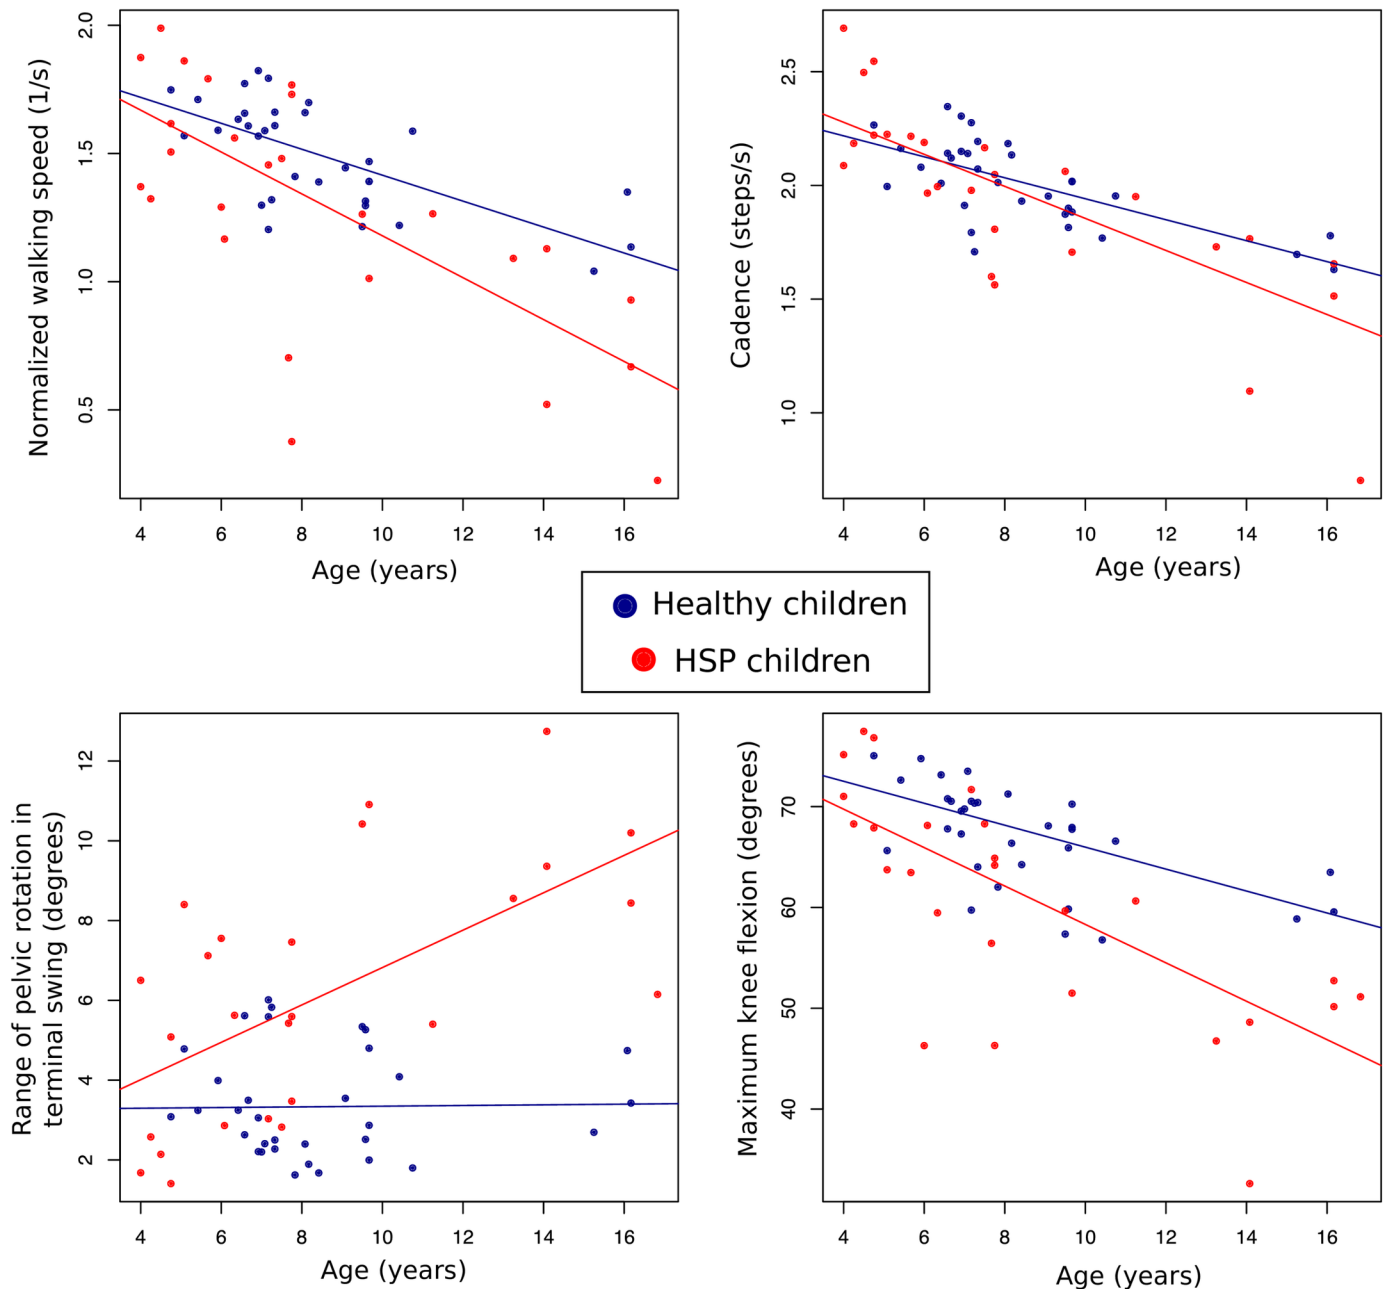 Normalized walking speed (1/s)
2.0
1.5
1.0
0.5
4 6 8 10 12 14 16
Age (years)
Cadence (steps/s)
2.5
2.0
1.5
1.0
4 6 8 10 12 14 16
Age (years)
Healthy children
HSP children
Range of pelvic rotation in
terminal swing (degrees)
12
10
8
6
4
2
4 6 8 10 12 14 16
Age (years)
Maximum knee flexion (degrees)
70
60
50
40
4 6 8 10 12 14 16
Age (years)